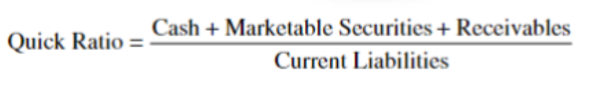 Quick Ratio = Cash + Marketable Securities + Receivables
Current Liabilities